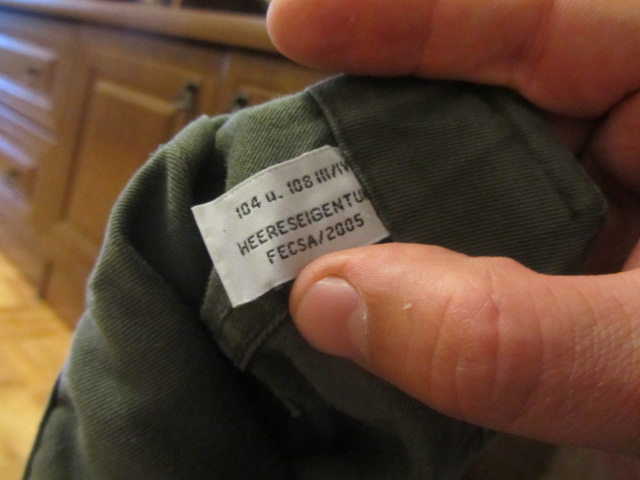 104 u. 108 III/IV
HEERESEIGENTU
FECSA/2005